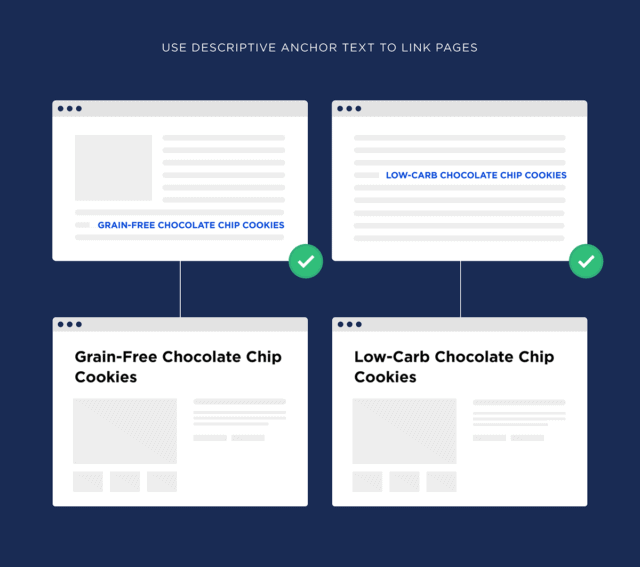 USE DESCRIPTIVE ANCHOR TEXT TO LINK PAGES
GRAIN-FREE CHOCOLATE CHIP COOKIES
LOW-CARB CHOCOLATE CHIP COOKIES
Grain-Free Chocolate Chip
Cookies
Low-Carb Chocolate Chip
Cookies